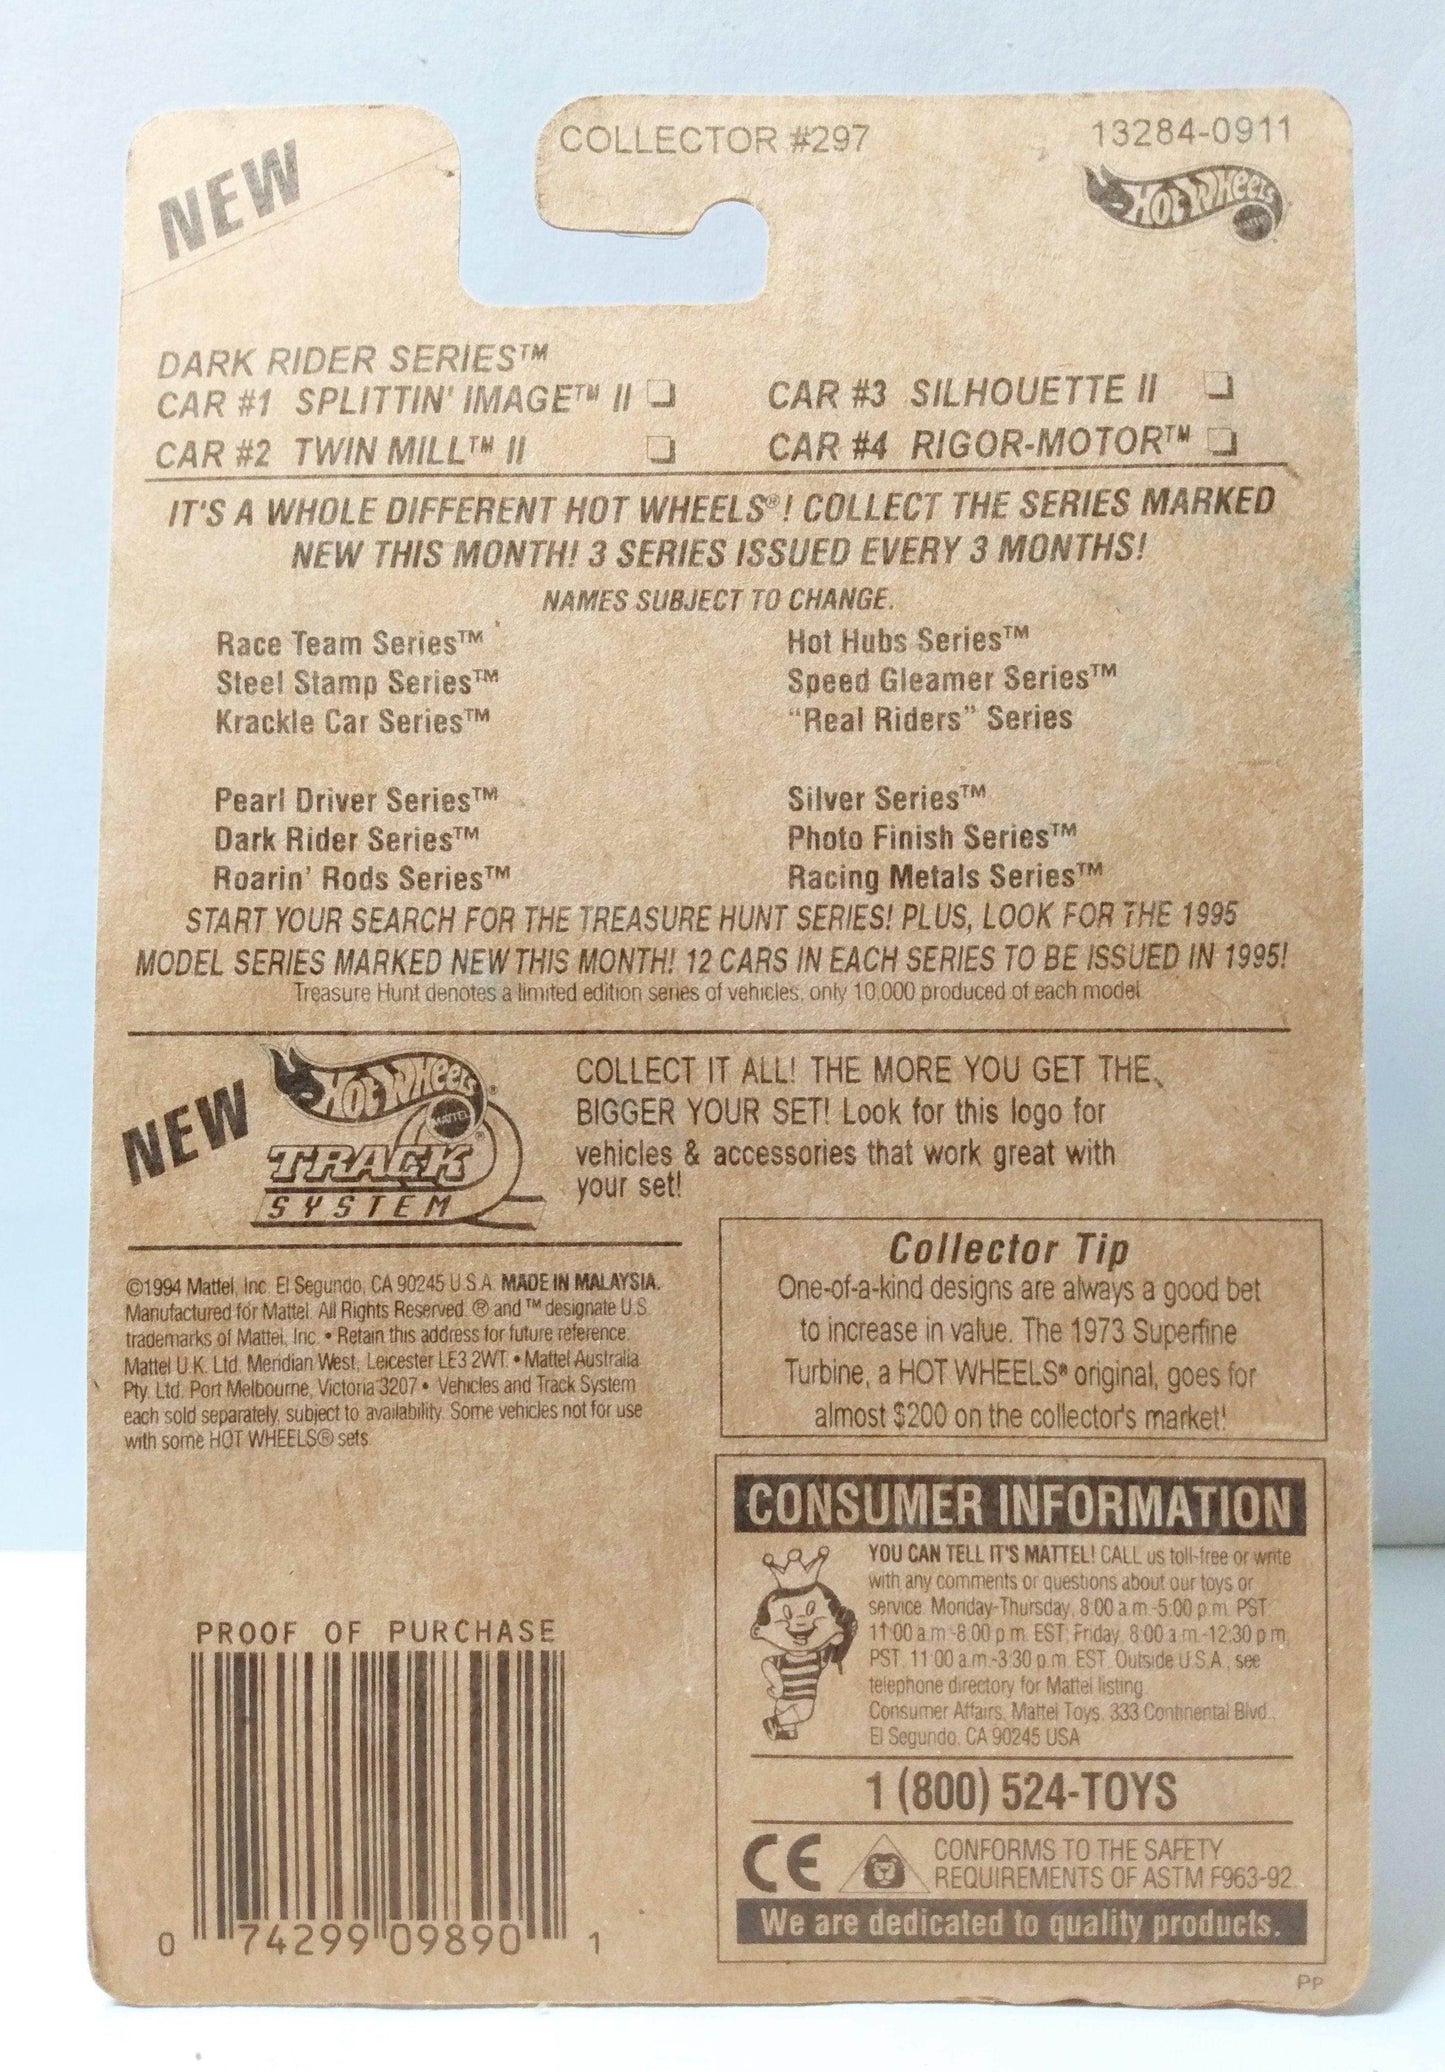 NEW
COLLECTOR #297
13284-0911
HOT WHEELS
DARK RIDER SERIES™
CAR #1 SPLITTIN' IMAGE™ II ❑
CAR #3 SILHOUETTE II ❑
CAR #2 TWIN MILL™ II ❑
CAR #4 RIGOR-MOTOR™ ❑
IT'S A WHOLE DIFFERENT HOT WHEELS®! COLLECT THE SERIES MARKED
NEW THIS MONTH! 3 SERIES ISSUED EVERY 3 MONTHS!
NAMES SUBJECT TO CHANGE.
Race Team Series™
Steel Stamp Series™
Krackle Car Series™
Hot Hubs Series™
Speed Gleamer Series™
“Real Riders” Series
Pearl Driver Series™
Dark Rider Series™
Roarin' Rods Series™
Silver Series™
Photo Finish Series™
Racing Metals Series™
START YOUR SEARCH FOR THE TREASURE HUNT SERIES! PLUS, LOOK FOR THE 1995
MODEL SERIES MARKED NEW THIS MONTH! 12 CARS IN EACH SERIES TO BE ISSUED IN 1995!
Treasure Hunt denotes a limited edition series of vehicles, only 10,000 produced of each model
NEW
HOT WHEELS®
MATTEL®
TRACK
SYSTEM
COLLECT IT ALL! THE MORE YOU GET THE
BIGGER YOUR SET! Look for this logo for
vehicles & accessories that work great with
your set!
©1994 Mattel, Inc. El Segundo, CA 90245 U.S.A. MADE IN MALAYSIA.
Manufactured for Mattel. All Rights Reserved. ® and ™ designate U.S.
trademarks of Mattel, Inc. • Retain this address for future reference:
Mattel U.K. Ltd. Meridian West, Leicester LE3 2WT. • Mattel Australia
Pty. Ltd. Port Melbourne, Victoria 3207 • Vehicles and Track System
each sold separately, subject to availability. Some vehicles not for use
with some HOT WHEELS® sets.
Collector Tip
One-of-a-kind designs are always a good bet
to increase in value. The 1973 Superfine
Turbine, a HOT WHEELS® original, goes for
almost $200 on the collector's market!
CONSUMER INFORMATION
YOU CAN TELL IT'S MATTEL! CALL us toll-free or write
with any comments or questions about our toys or
service. Monday-Thursday, 8:00 a.m.-5:00 p.m. PST,
11:00 a.m.-8:00 p.m. EST; Friday, 8:00 a.m.-12:30 p.m.
PST, 11:00 a.m.-3:30 p.m. EST. Outside U.S.A., see
telephone directory for Mattel listing.
Consumer Affairs, Mattel Toys, 333 Continental Blvd.,
El Segundo, CA 90245 USA
1 (800) 524-TOYS
CE
CONFORMS TO THE SAFETY
REQUIREMENTS OF ASTM F963-92.
We are dedicated to quality products.
PP
PROOF OF PURCHASE
0 74299 09890 1